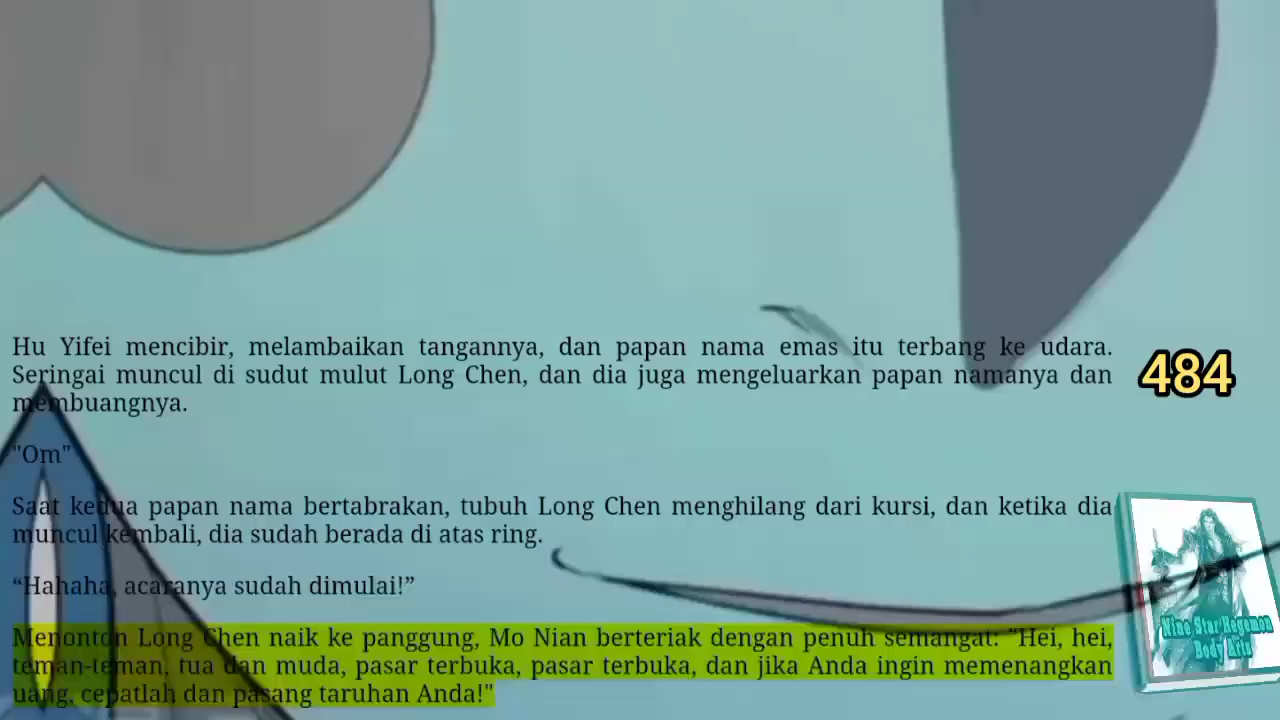 Hu Yifei mencibir, melambaikan tangannya, dan papan nama emas itu terbang ke udara.
Seringai muncul di sudut mulut Long Chen, dan dia juga mengeluarkan papan namanya dan
membuangnya.
484
"Om"
Saat kedua papan nama bertabrakan, tubuh Long Chen menghilang dari kursi, dan ketika dia
muncul kembali, dia sudah berada di atas ring.
“Hahaha, acaranya sudah dimulai!”
Menonton Long Chen naik ke panggung, Mo Nian berteriak dengan penuh semangat: "Hei, hei,
teman-teman, tua dan muda, pasar terbuka, pasar terbuka, dan jika Anda ingin memenangkan
uang, cepatlah dan pasang taruhan Anda!"
Nine Star Hegemon
Body Arts